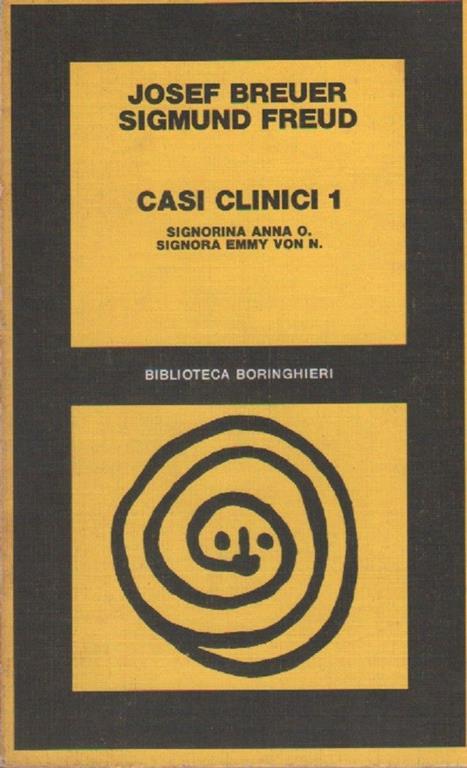 JOSEF BREUER
SIGMUND FREUD
CASI CLINICI 1
SIGNORINA ANNA O.
SIGNORA EMMY VON N.
BIBLIOTECA BORINGHIERI